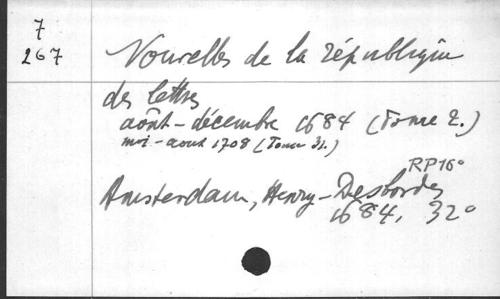 7
267
Nouvelles de la république
des lettres
août-décembre 1684 (Tome 2.)
mai-aout 1708 (Tome 31.)
RP16°
Amsterdam, Henry-Desbordes
1684, 32°